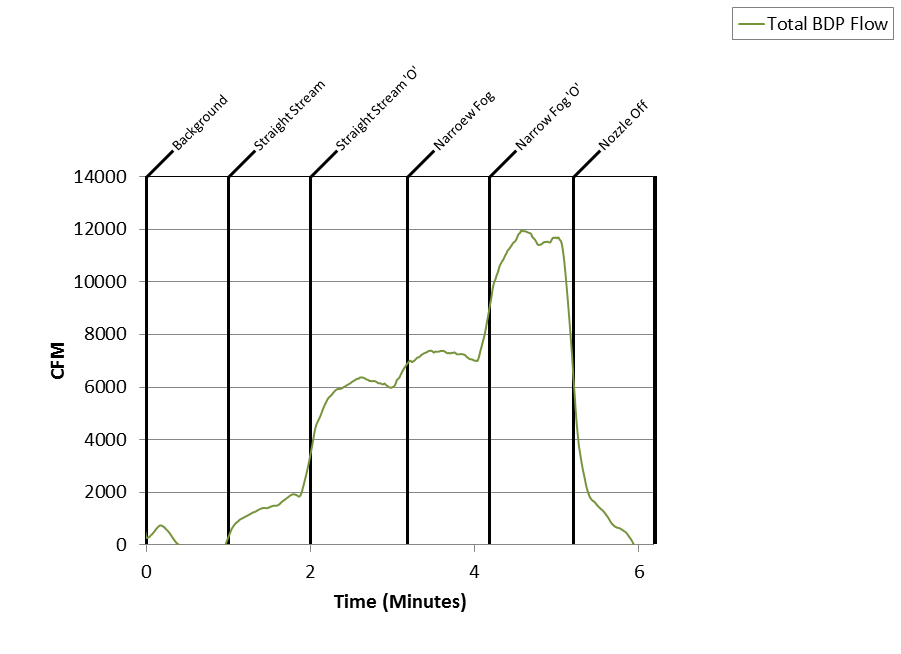 Total BDP Flow
Background
Straight Stream
Straight Stream 'O'
Narroew Fog
Narrow Fog 'O'
Nozzle Off
14000
12000
10000
8000
6000
4000
2000
0
CFM
0 2 4 6
Time (Minutes)